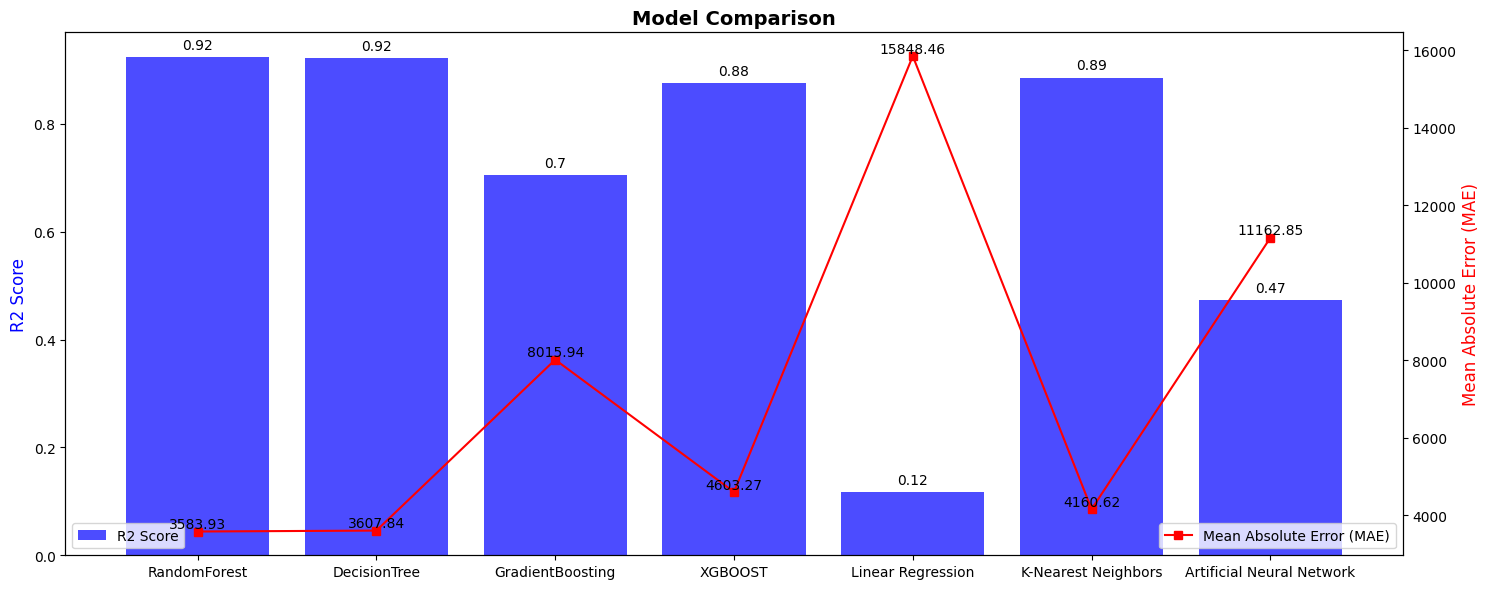 Model Comparison
R2 Score
0.0
0.2
0.4
0.6
0.8
0.92
0.92
0.7
0.88
0.12
0.89
0.47
3583.93
3607.84
8015.94
4603.27
15848.46
4160.62
11162.85
16000
14000
12000
10000
8000
6000
4000
Mean Absolute Error (MAE)
R2 Score
Mean Absolute Error (MAE)
RandomForest
DecisionTree
GradientBoosting
XGBOOST
Linear Regression
K-Nearest Neighbors
Artificial Neural Network